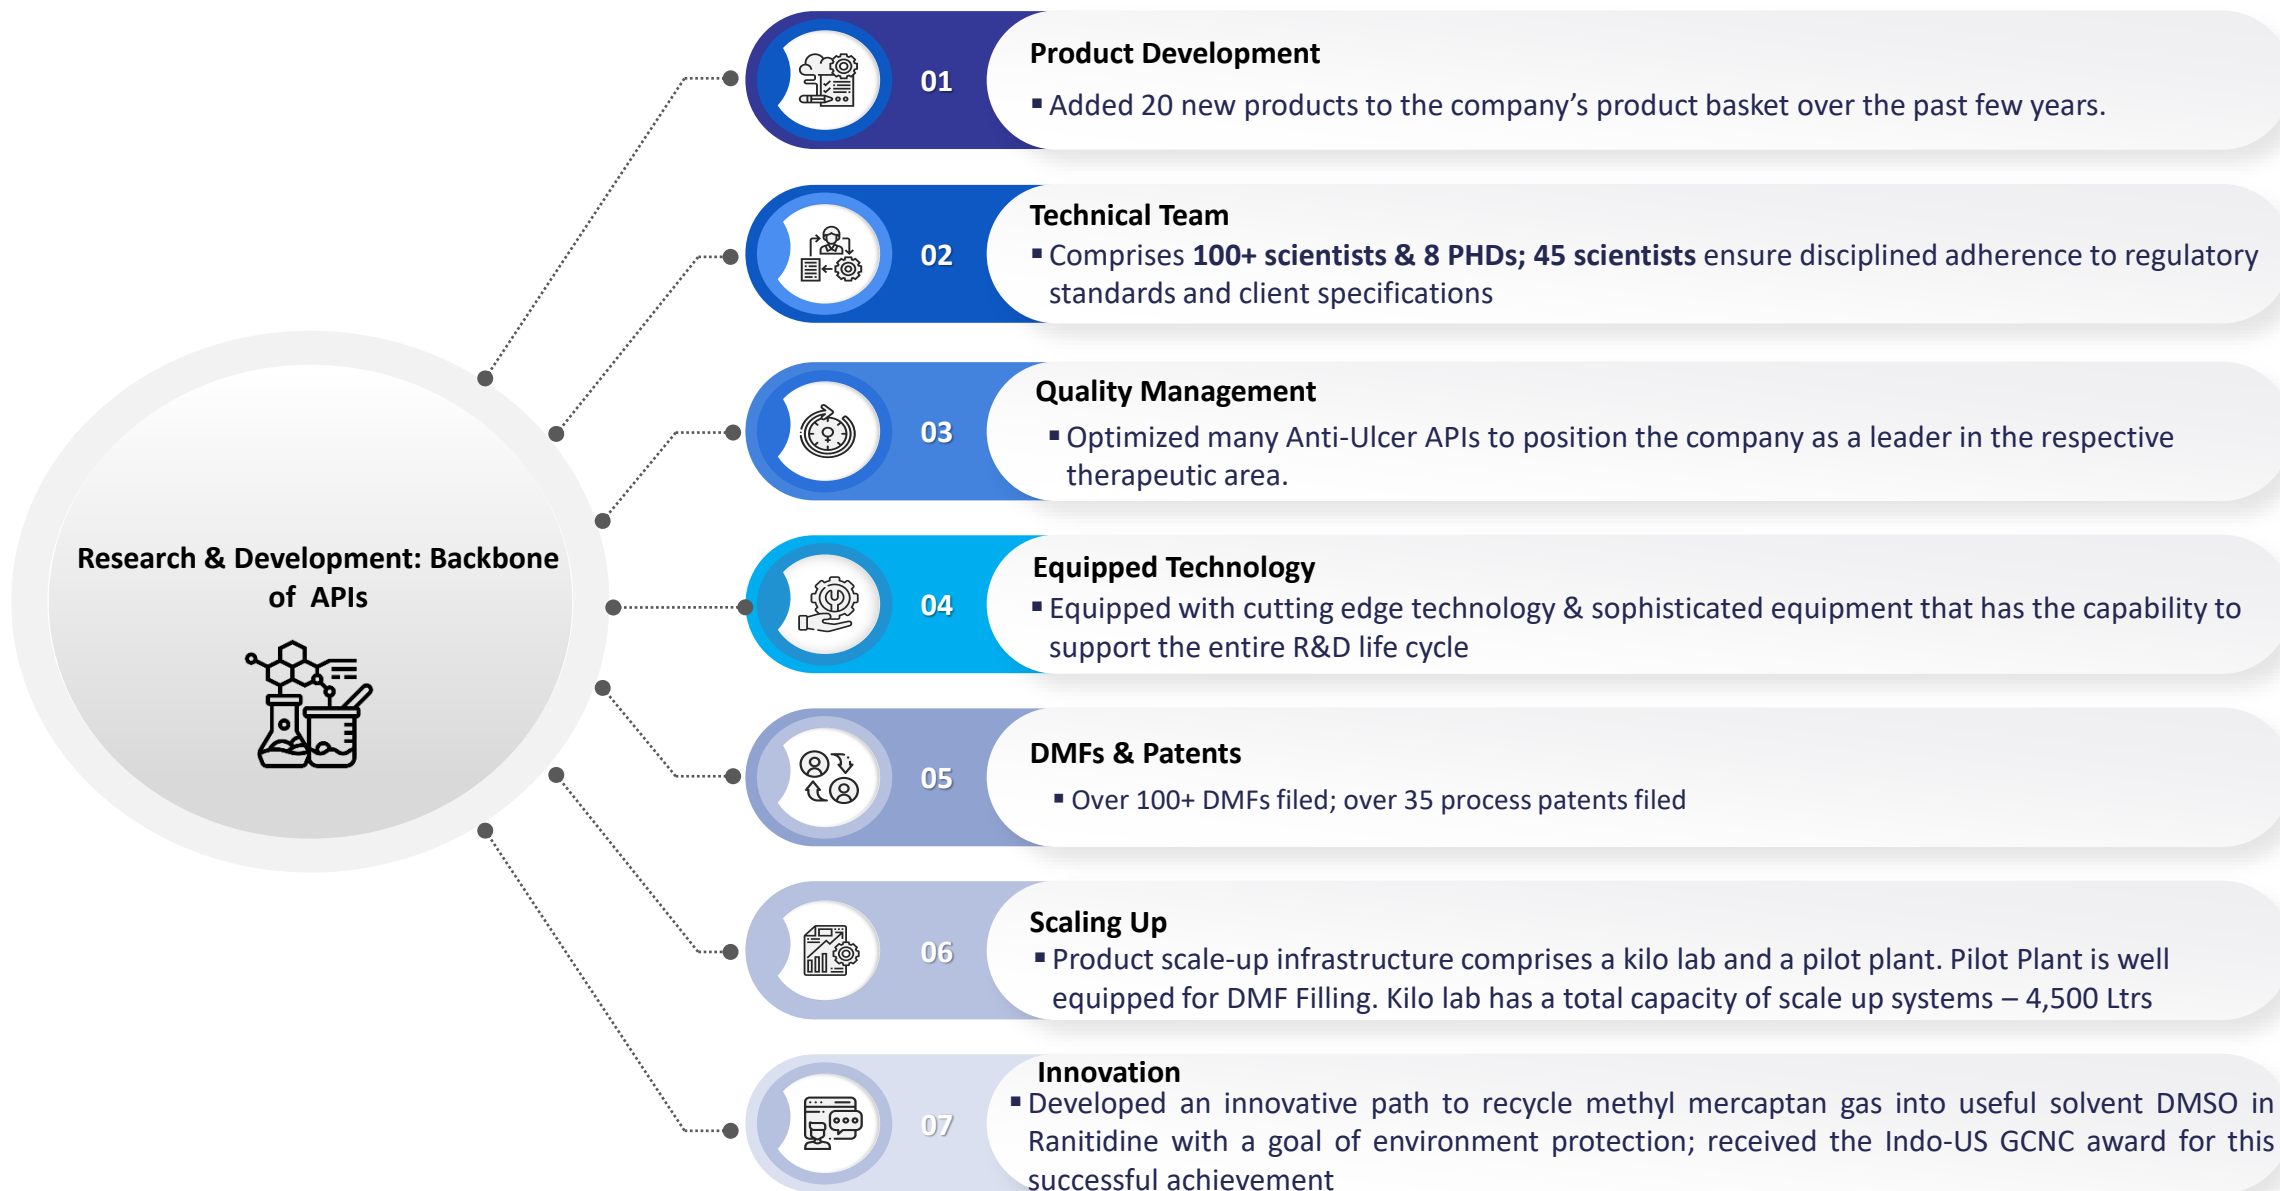 Research & Development: Backbone
of APIs
01
Product Development
▪ Added 20 new products to the company’s product basket over the past few years.
02
Technical Team
▪ Comprises 100+ scientists & 8 PHDs; 45 scientists ensure disciplined adherence to regulatory
standards and client specifications
03
Quality Management
▪ Optimized many Anti-Ulcer APIs to position the company as a leader in the respective
therapeutic area.
04
Equipped Technology
▪ Equipped with cutting edge technology & sophisticated equipment that has the capability to
support the entire R&D life cycle
05
DMFs & Patents
▪ Over 100+ DMFs filed; over 35 process patents filed
06
Scaling Up
▪ Product scale-up infrastructure comprises a kilo lab and a pilot plant. Pilot Plant is well
equipped for DMF Filling. Kilo lab has a total capacity of scale up systems – 4,500 Ltrs
07
Innovation
▪ Developed an innovative path to recycle methyl mercaptan gas into useful solvent DMSO in
Ranitidine with a goal of environment protection; received the Indo-US GCNC award for this
successful achievement